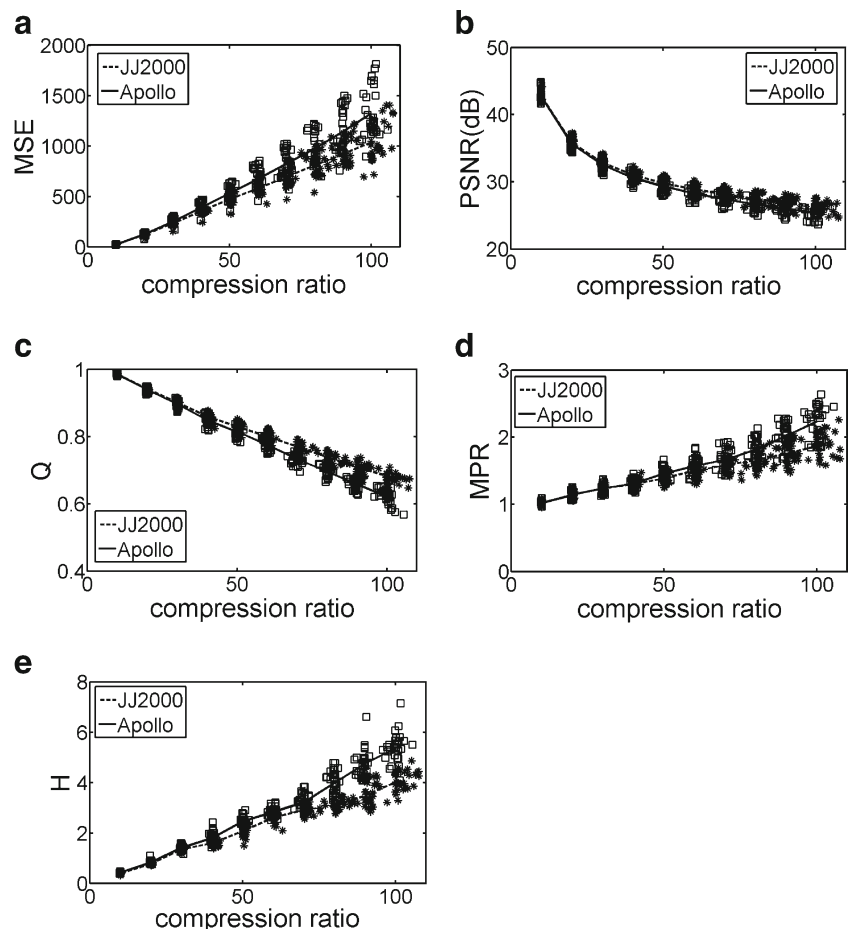 a
2000
1500
1000
500
0
MSE
JJ2000
Apollo
0
50
100
compression ratio
b
50
40
30
20
PSNR(dB)
JJ2000
Apollo
0
50
100
compression ratio
c
1
0.8
0.6
0.4
Q
JJ2000
Apollo
0
50
100
compression ratio
d
3
2
1
0
MPR
JJ2000
Apollo
0
50
100
compression ratio
e
8
6
4
2
0
H
JJ2000
Apollo
0
50
100
compression ratio